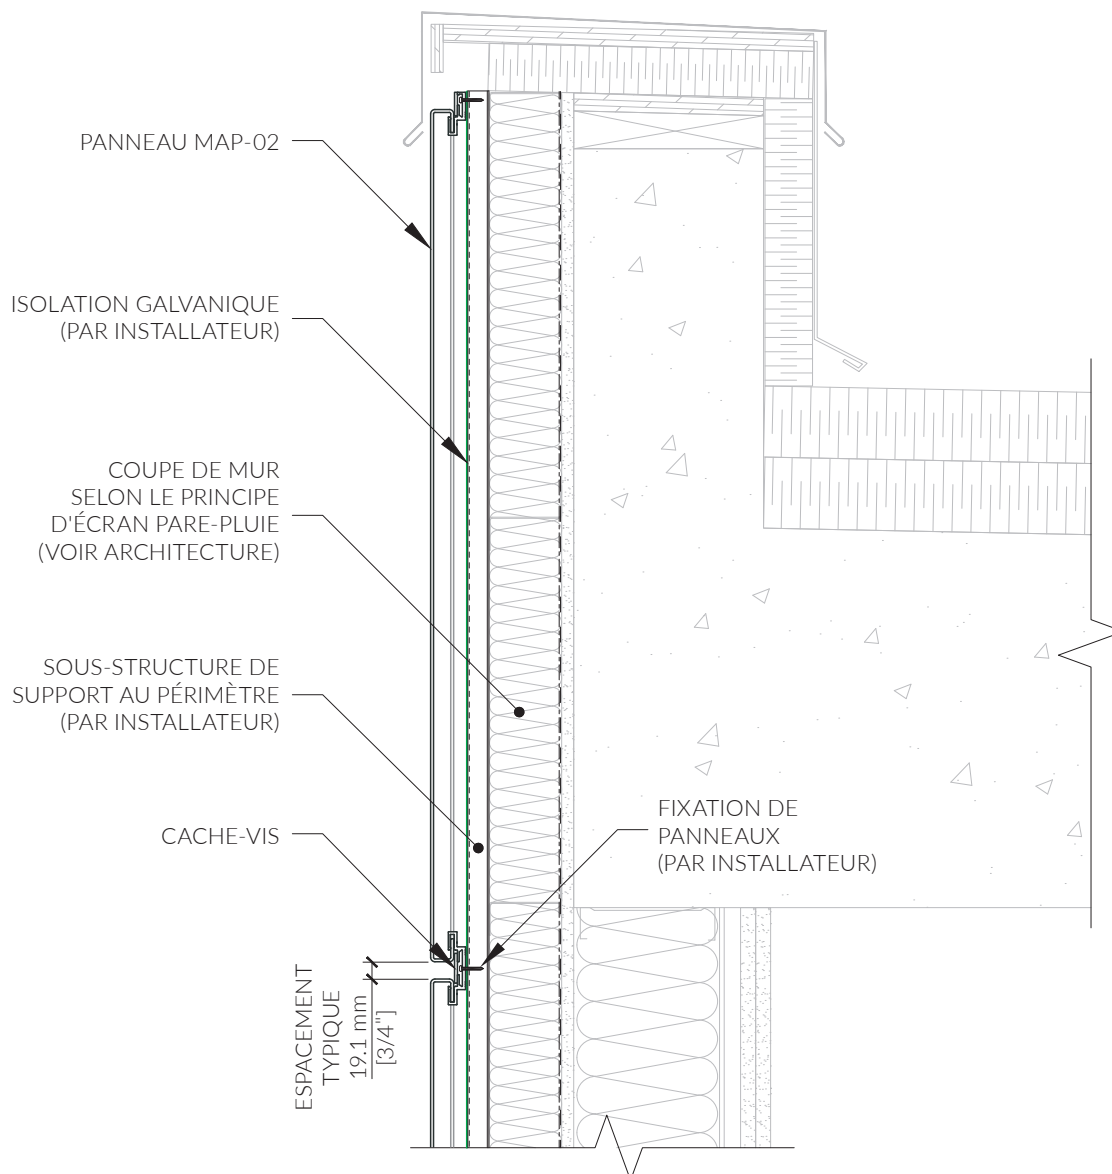 PANNEAU MAP-02
ISOLATION GALVANIQUE
(PAR INSTALLATEUR)
COUPE DE MUR
SELON LE PRINCIPE
D'ÉCRAN PARE-PLUIE
(VOIR ARCHITECTURE)
SOUS-STRUCTURE DE
SUPPORT AU PÉRIMÈTRE
(PAR INSTALLATEUR)
CACHE-VIS
FIXATION DE
PANNEAUX
(PAR INSTALLATEUR)
ESPACEMENT
TYPIQUE
19.1 mm
[3/4"]